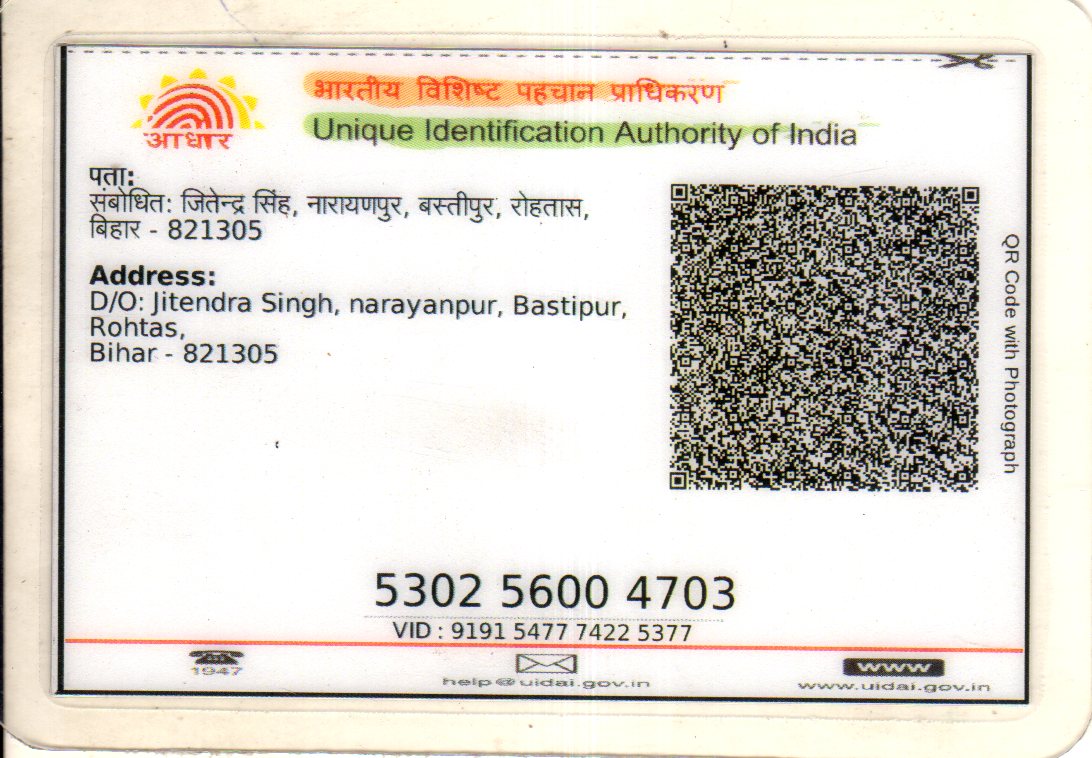 आधार
भारतीय विशिष्ट पहचान प्राधिकरण
Unique Identification Authority of India
पता:
संबोधित: जितेन्द्र सिंह, नारायणपुर, बस्तीपुर, रोहतास,
बिहार - 821305
Address:
D/O: Jitendra Singh, narayanpur, Bastipur,
Rohtas,
Bihar - 821305
QR Code with Photograph
5302 5600 4703
VID : 9191 5477 7422 5377
1947
help@uidai.gov.in
www
www.uidai.gov.in